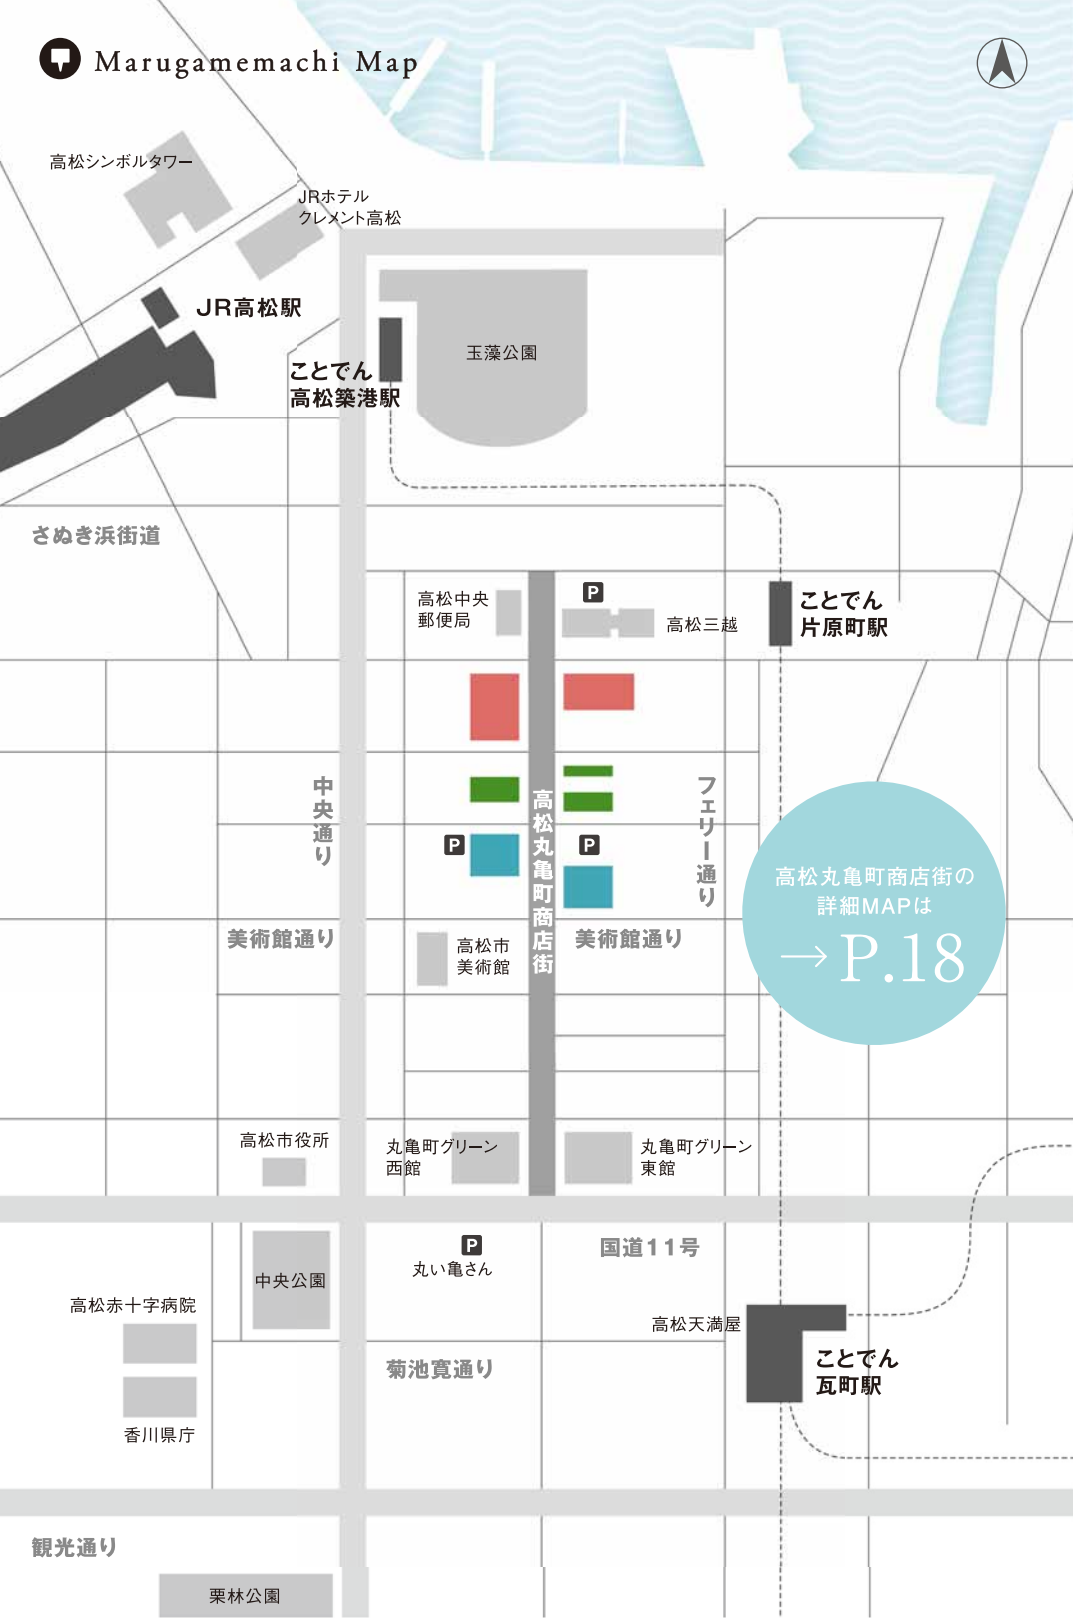 Marugamemachi Map
高松シンボルタワー
JRホテル
クレメント高松
JR高松駅
ことでん
高松築港駅
玉藻公園
さぬき浜街道
高松中央
郵便局
P
高松三越
ことでん
片原町駅
中央通り
高松丸亀町商店街
フェリー通り
P
P
高松丸亀町商店街の
詳細MAPは
→P.18
美術館通り
高松市
美術館
美術館通り
高松市役所
丸亀町グリーン
西館
丸亀町グリーン
東館
国道11号
P
丸い亀さん
中央公園
高松赤十字病院
高松天満屋
ことでん
瓦町駅
菊池寛通り
香川県庁
観光通り
栗林公園